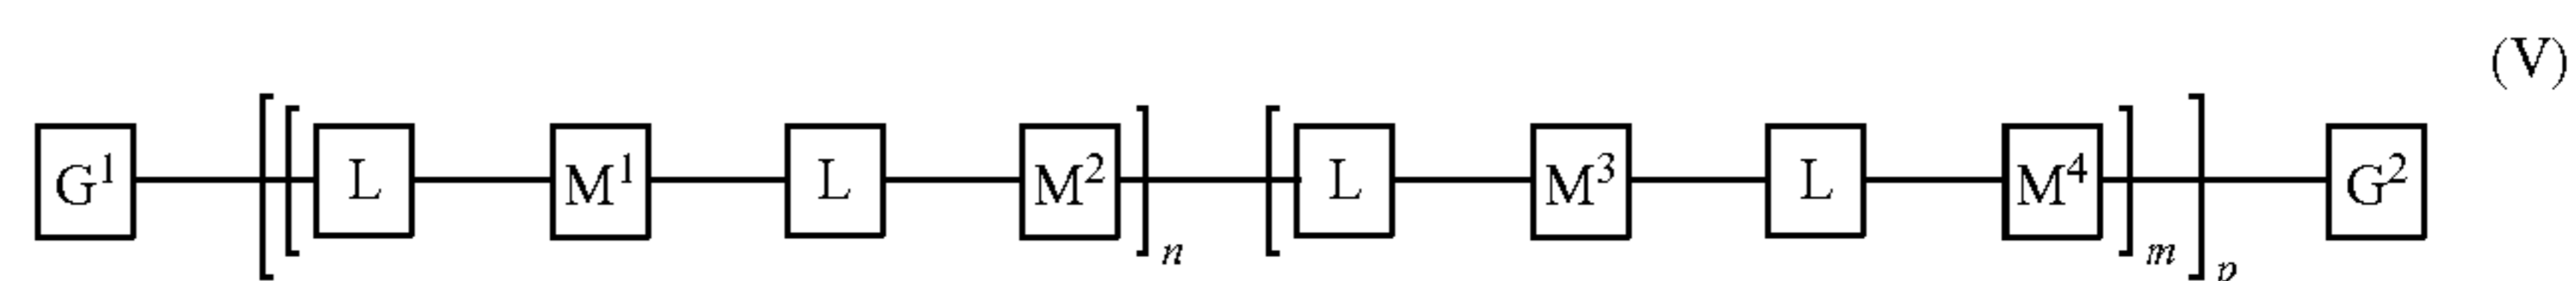 (V)
G¹ [ [ L M¹ L M² ]n [ L M³ L M⁴ ]m ]p G²